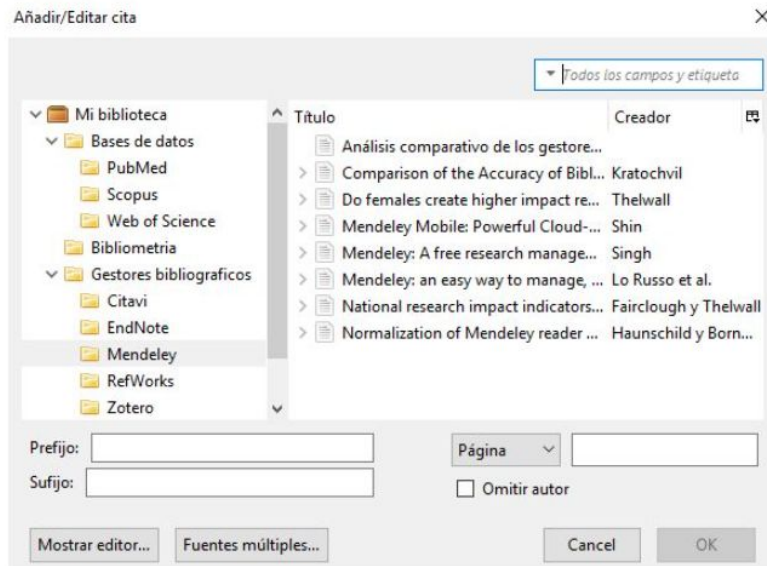 Añadir/Editar cita
Todos los campos y etiqueta
Mi biblioteca
Bases de datos
PubMed
Scopus
Web of Science
Bibliometria
Gestores bibliograficos
Citavi
EndNote
Mendeley
RefWorks
Zotero
Título Creador
Análisis comparativo de los gestore...
Comparison of the Accuracy of Bibl... Kratochvil
Do females create higher impact re... Thelwall
Mendeley Mobile: Powerful Cloud-... Shin
Mendeley: A free research manage... Singh
Mendeley: an easy way to manage, ... Lo Russo et al.
National research impact indicators... Fairclough y Thelwall
Normalization of Mendeley reader ... Haunschild y Born...
Prefijo:
Página
Sufijo:
Omitir autor
Mostrar editor... Fuentes múltiples... Cancel OK